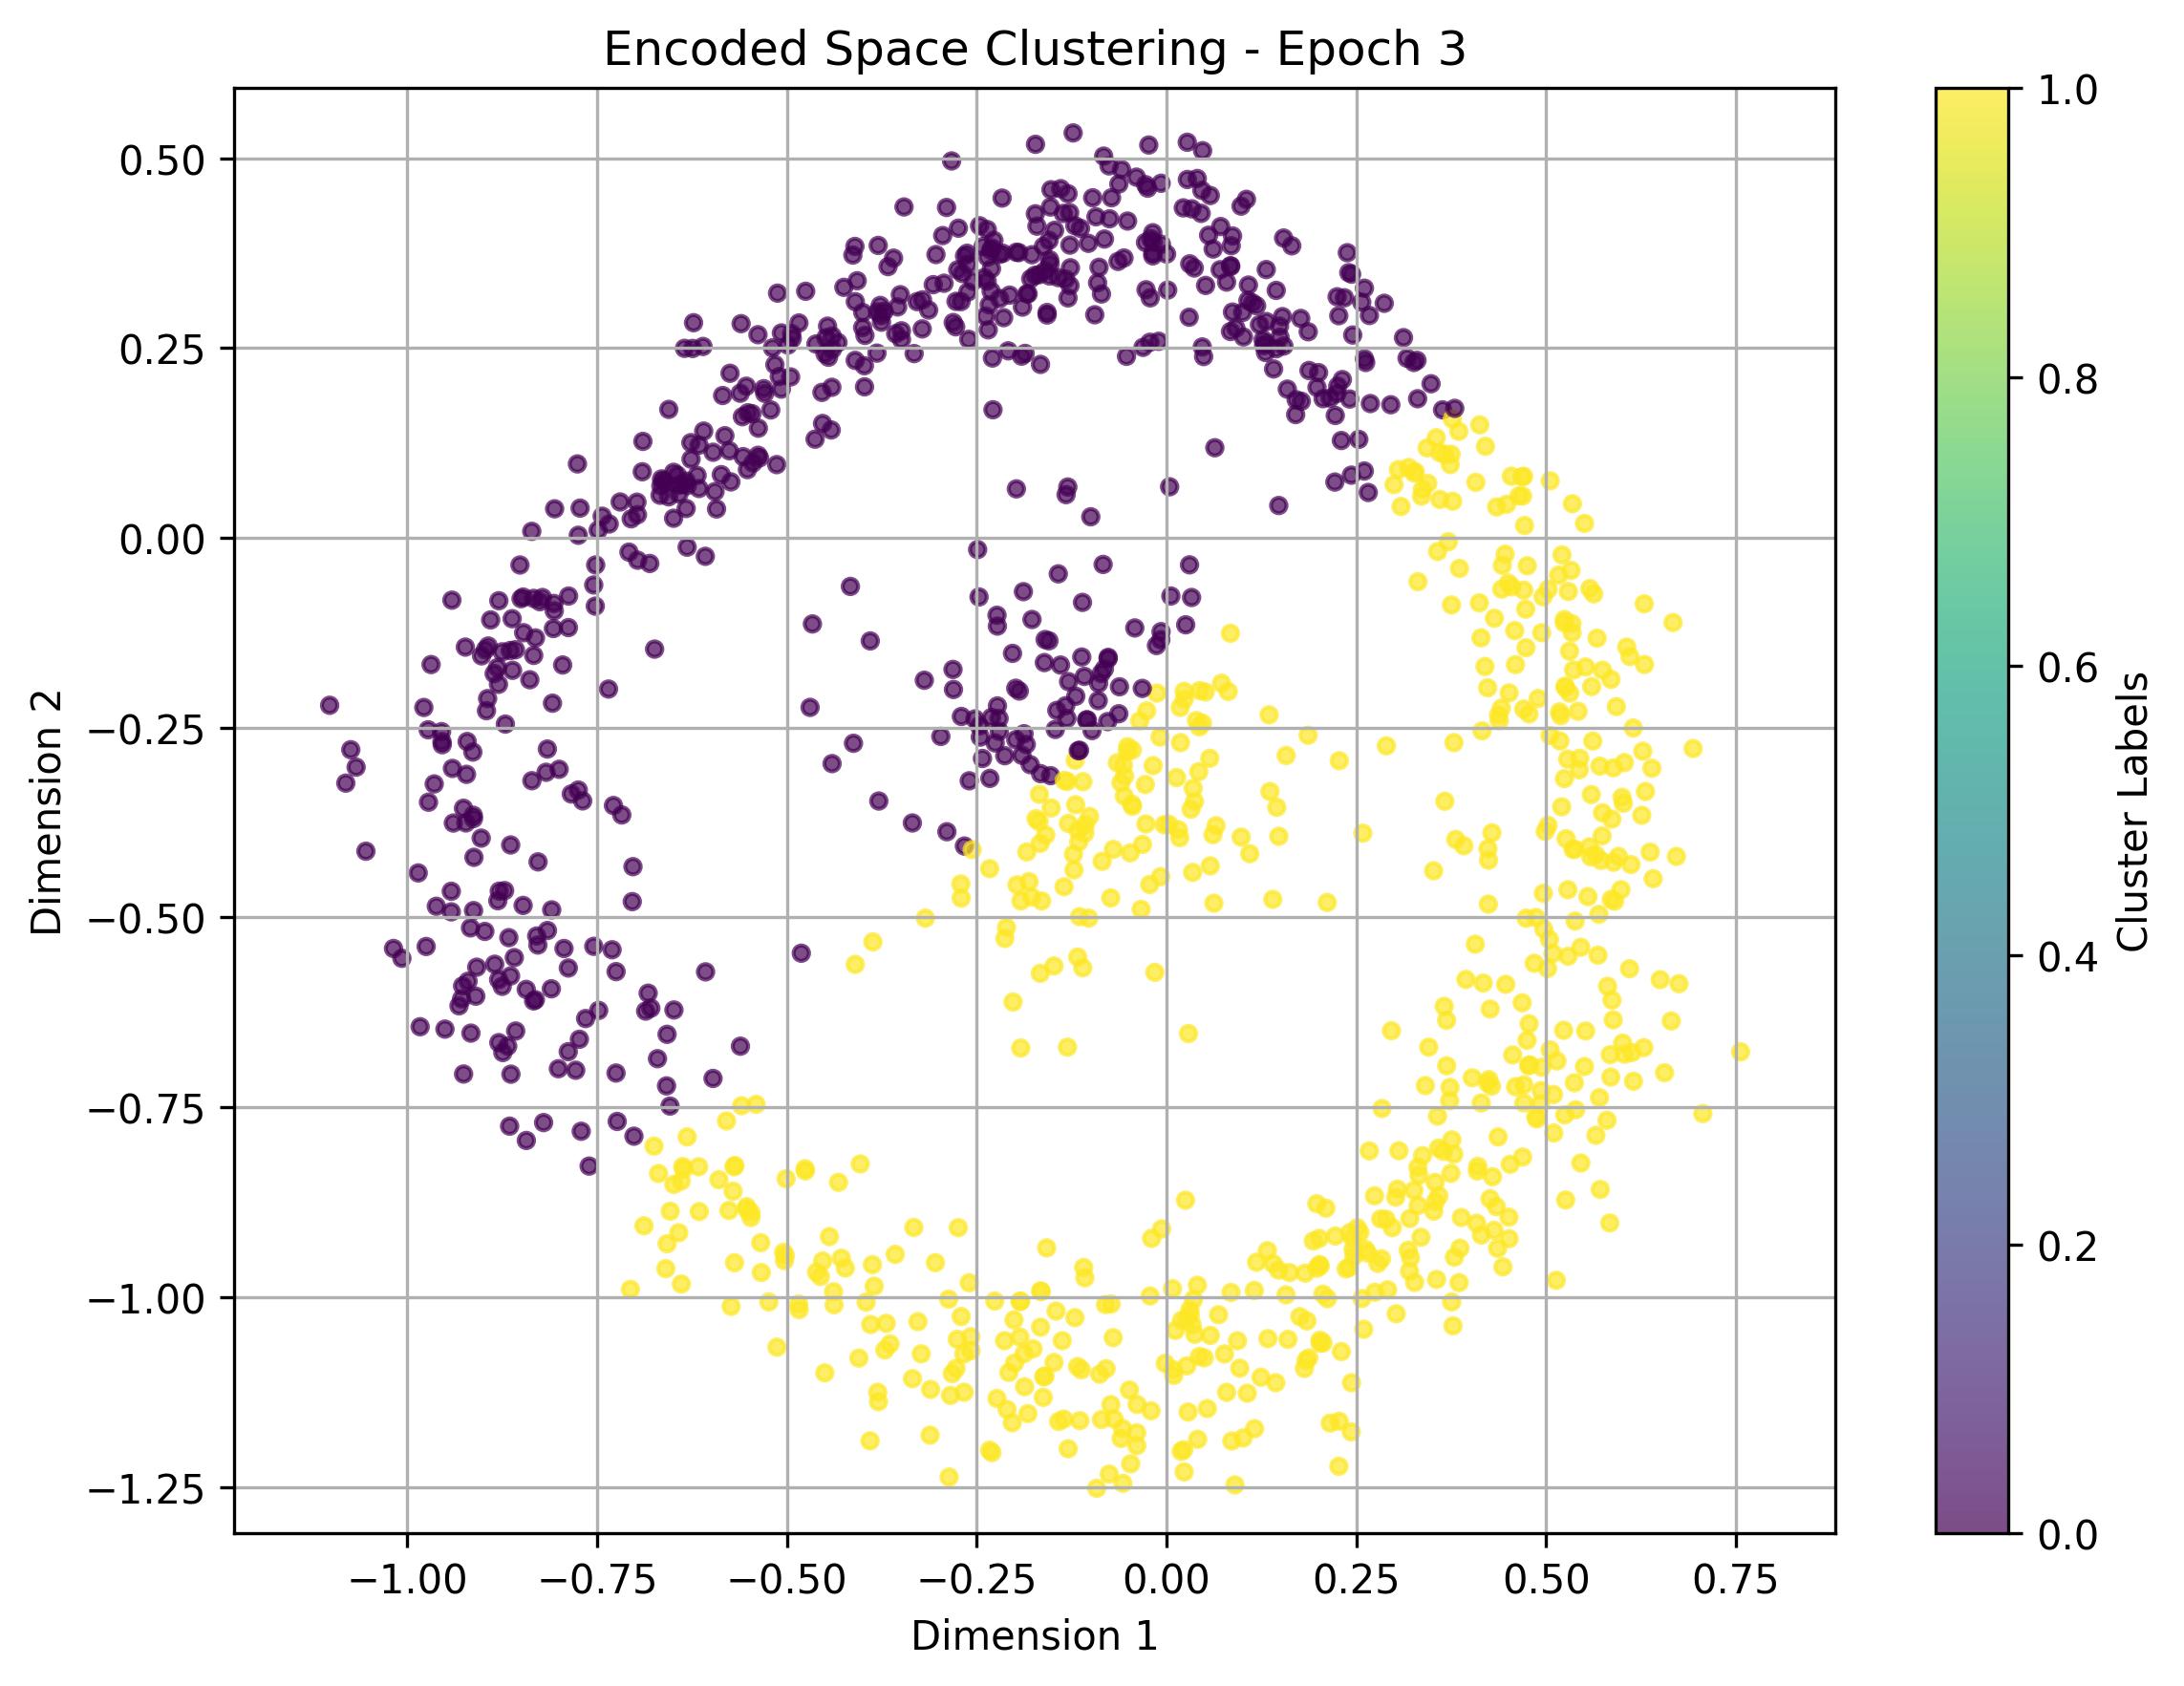 Encoded Space Clustering - Epoch 3
0.50
0.25
0.00
−0.25
−0.50
−0.75
−1.00
−1.25
Dimension 2
−1.00 −0.75 −0.50 −0.25 0.00 0.25 0.50 0.75
Dimension 1
1.0
0.8
0.6
0.4
0.2
0.0
Cluster Labels